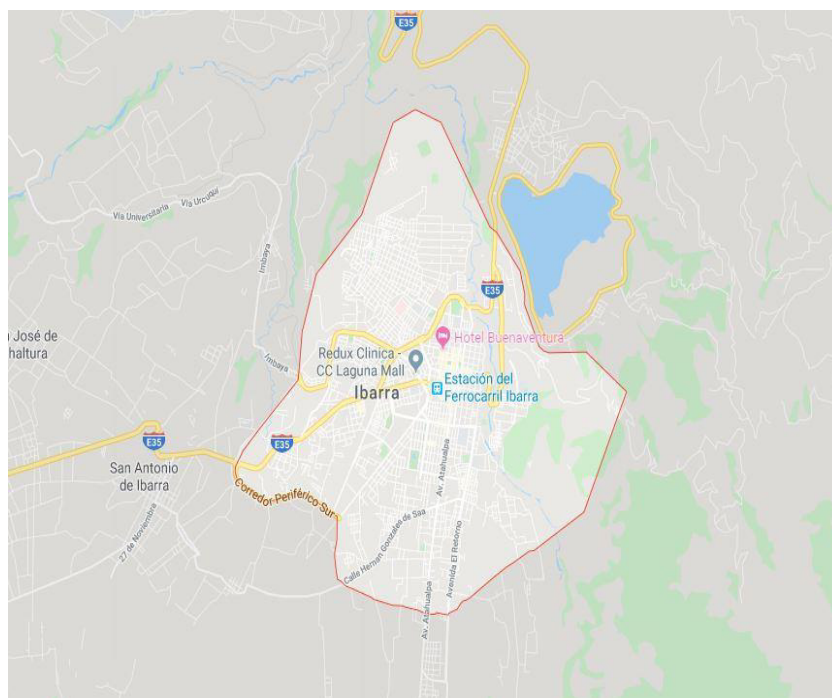 E35
Vía Universitaria
Vía Urcuquí
Imbaya
E35
Hotel Buenaventura
José de
haltura
Redux Clinica -
CC Laguna Mall
Imbaya
Estación del
Ferrocarril Ibarra
Ibarra
E35
E35
San Antonio
de Ibarra
Corredor Periférico Sur
Av. Atahualpa
27 de Noviembre
Calle Hernan Gonzales de Saa
Avenida El Retorno
Av. Atahualpa